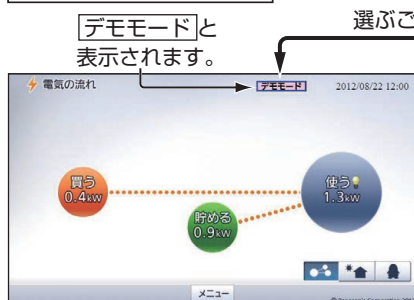 デモモードと
表示されます。
選ぶご
電気の流れ
デモモード
2012/08/22 12:00
買う
0.4kw
使う
1.3kw
貯める
0.9kw
メニュー